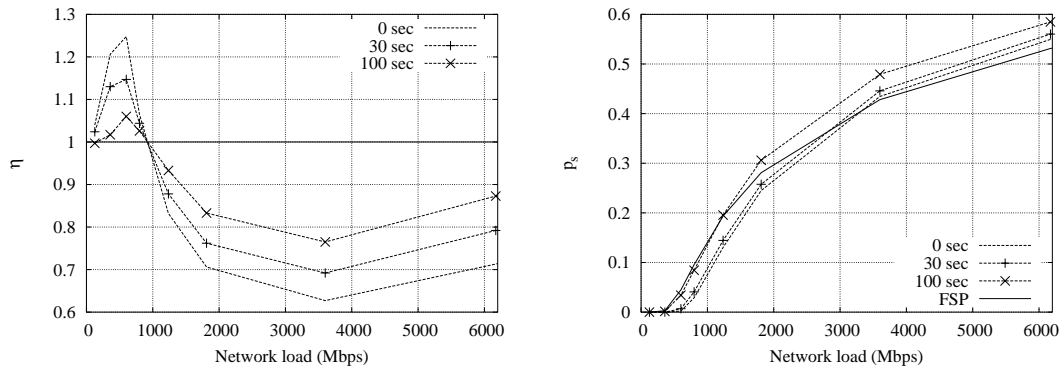 1.3
1.2
1.1
1
0.9
0.8
0.7
0.6
0 1000 2000 3000 4000 5000 6000
η
Network load (Mbps)
0 sec
30 sec
100 sec
0.6
0.5
0.4
0.3
0.2
0.1
0
0 1000 2000 3000 4000 5000 6000
ps
Network load (Mbps)
0 sec
30 sec
100 sec
FSP